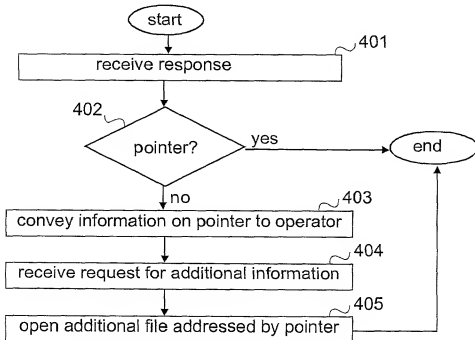 start
401
receive response
402
pointer?
yes
end
no
403
convey information on pointer to operator
404
receive request for additional information
405
open additional file addressed by pointer